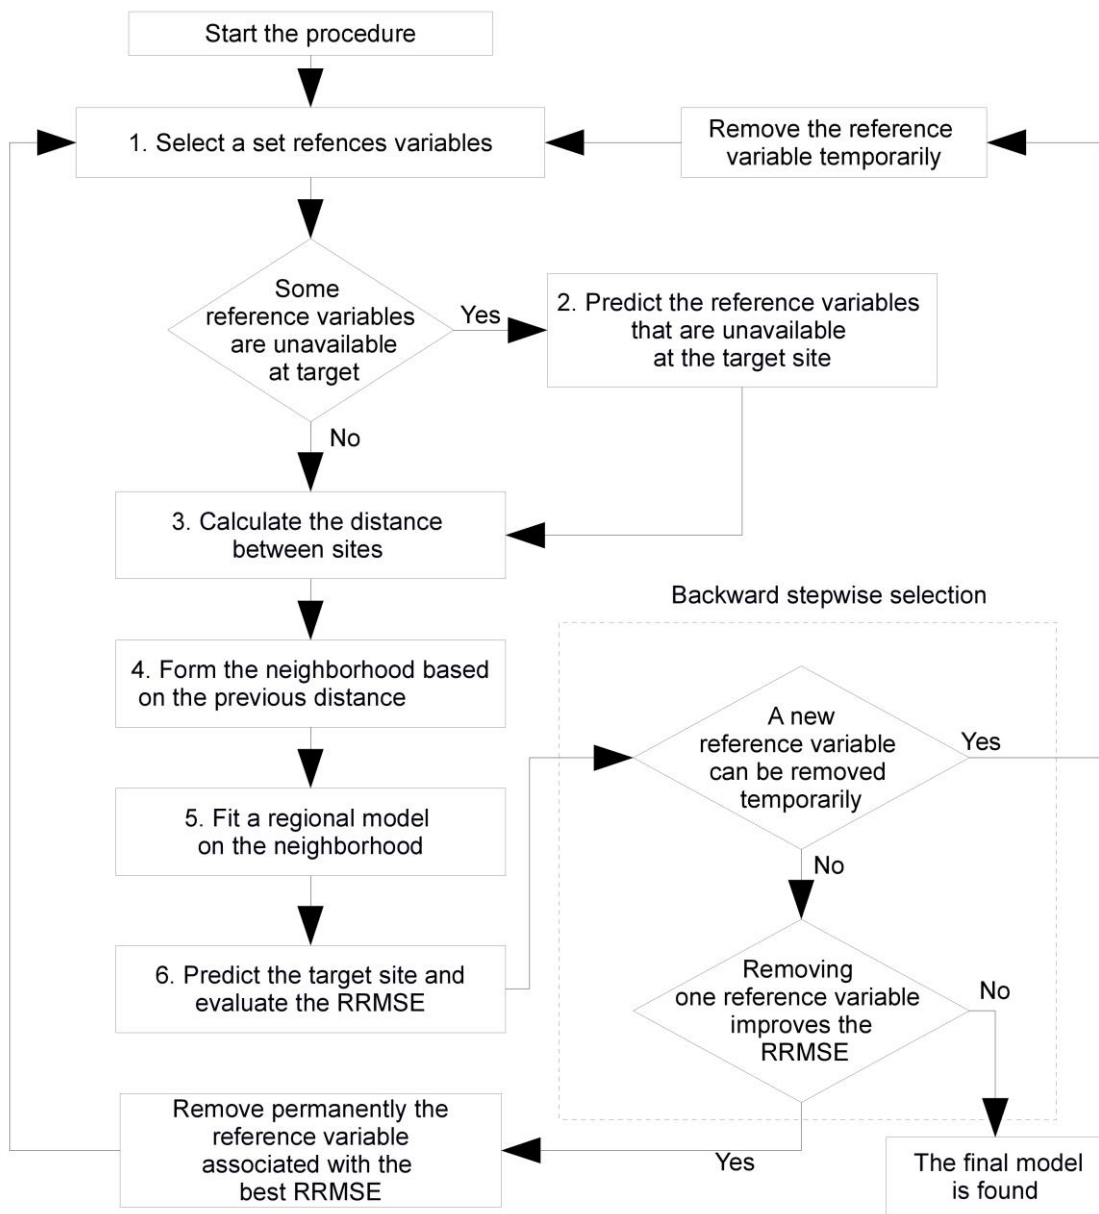 Start the procedure
1. Select a set refences variables
Remove the reference
variable temporarily
Some
reference variables
are unavailable
at target
Yes
2. Predict the reference variables
that are unavailable
at the target site
No
3. Calculate the distance
between sites
Backward stepwise selection
4. Form the neighborhood based
on the previous distance
A new
reference variable
can be removed
temporarily
Yes
5. Fit a regional model
on the neighborhood
No
6. Predict the target site and
evaluate the RRMSE
Removing
one reference variable
improves the
RRMSE
No
Remove permanently the
reference variable
associated with the
best RRMSE
Yes
The final model
is found